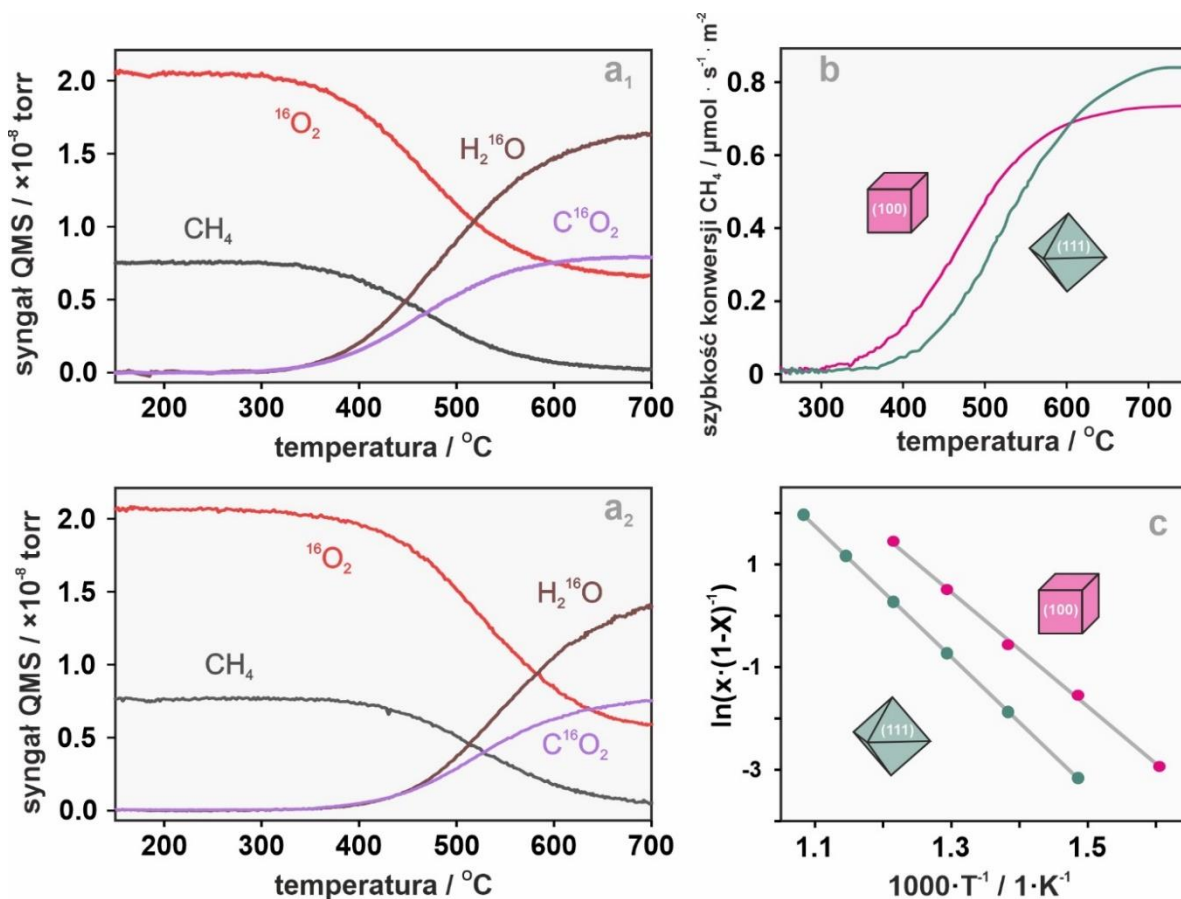 a1
syngał QMS / ×10-8 torr
2.0
1.5
1.0
0.5
0.0
16O2
H216O
CH4
C16O2
200 300 400 500 600 700
temperatura / oC
b
szybkość konwersji CH4 / µmol · s-1 · m-2
0.8
0.6
0.4
0.2
0
(100)
(111)
300 400 500 600 700
temperatura / oC
a2
syngał QMS / ×10-8 torr
2.0
1.5
1.0
0.5
0.0
16O2
H216O
CH4
C16O2
200 300 400 500 600 700
temperatura / oC
c
ln(x·(1-X)-1)
1
-1
-3
(100)
(111)
1.1 1.3 1.5
1000·T-1 / 1·K-1